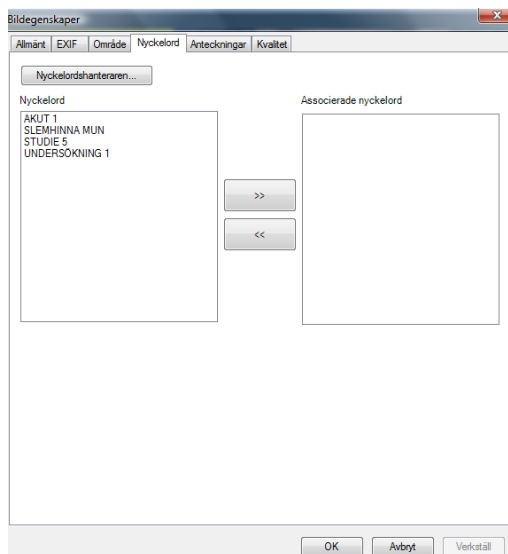 Bildegenskaper
Allmänt EXIF Område Nyckelord Anteckningar Kvalitet
Nyckelordshanteraren...
Nyckelord Associerade nyckelord
AKUT 1
SLEMHINNA MUN
STUDIE 5
UNDERSÖKNING 1
>>
<<
OK Avbryt Verkställ